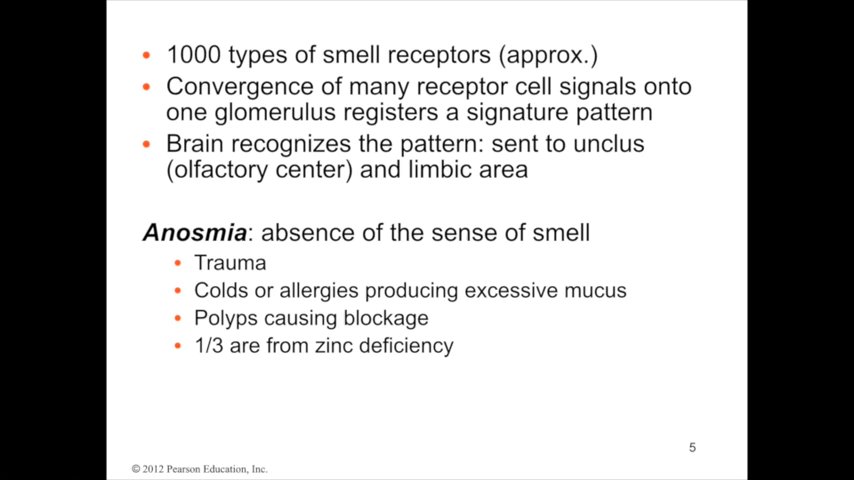 • 1000 types of smell receptors (approx.)
• Convergence of many receptor cell signals onto
one glomerulus registers a signature pattern
• Brain recognizes the pattern: sent to unclus
(olfactory center) and limbic area
Anosmia: absence of the sense of smell
• Trauma
• Colds or allergies producing excessive mucus
• Polyps causing blockage
• 1/3 are from zinc deficiency
5
© 2012 Pearson Education, Inc.